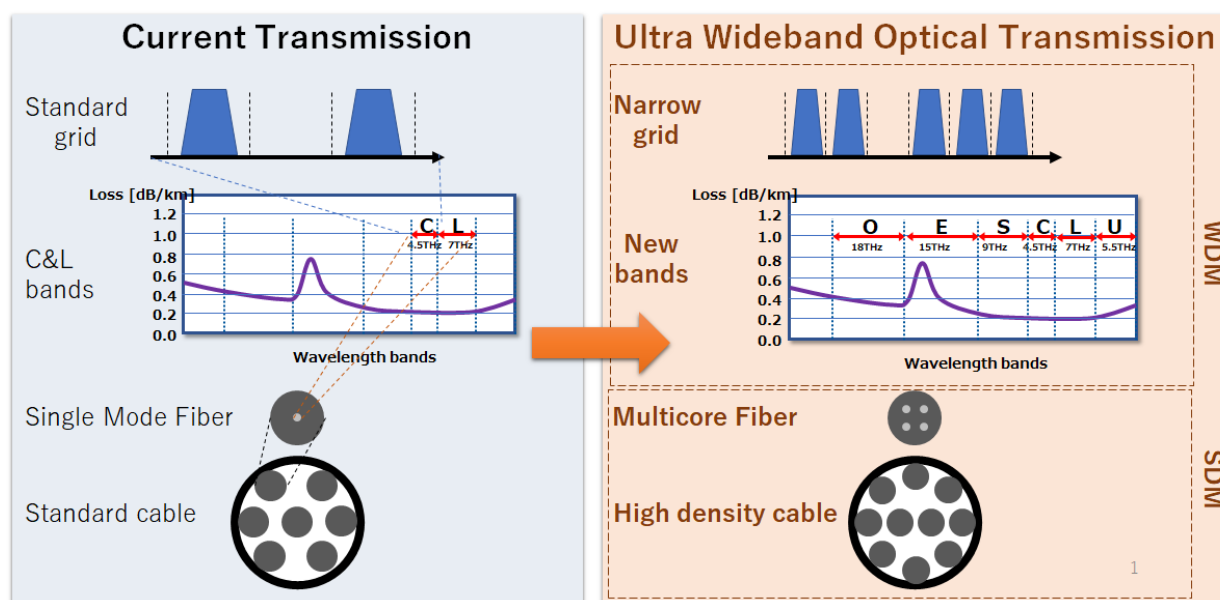 Current Transmission
Standard
grid
Loss [dB/km]
1.2
1.0
0.8
0.6
0.4
0.2
0.0
C L
4.5THz 7THz
C&L
bands
Wavelength bands
Single Mode Fiber
Standard cable
Ultra Wideband Optical Transmission
Narrow
grid
Loss [dB/km]
1.2
1.0
0.8
0.6
0.4
0.2
0.0
O E S C L U
18THz 15THz 9THz 4.5THz 7THz 5.5THz
New
bands
Wavelength bands
WDM
Multicore Fiber
High density cable
SDM
1